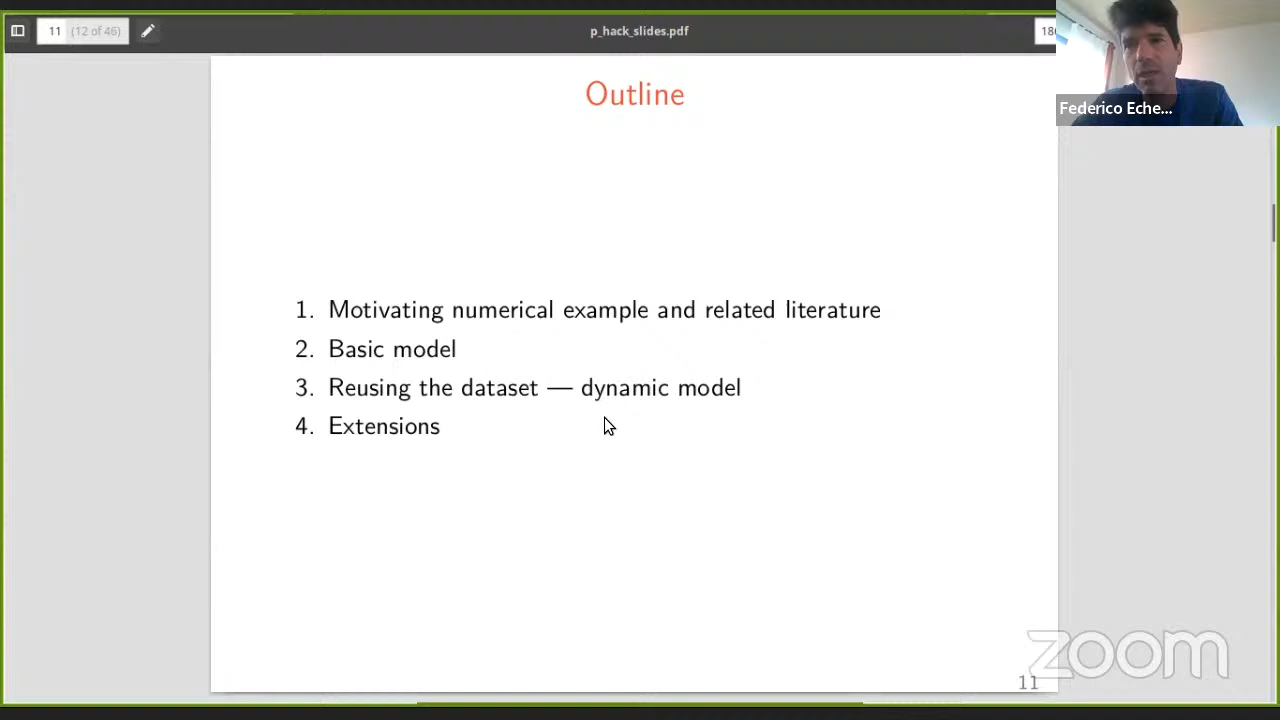 11 (12 of 46)
p_hack_slides.pdf
180
Federico Eche...
Outline
1. Motivating numerical example and related literature
2. Basic model
3. Reusing the dataset — dynamic model
4. Extensions
zoom
11